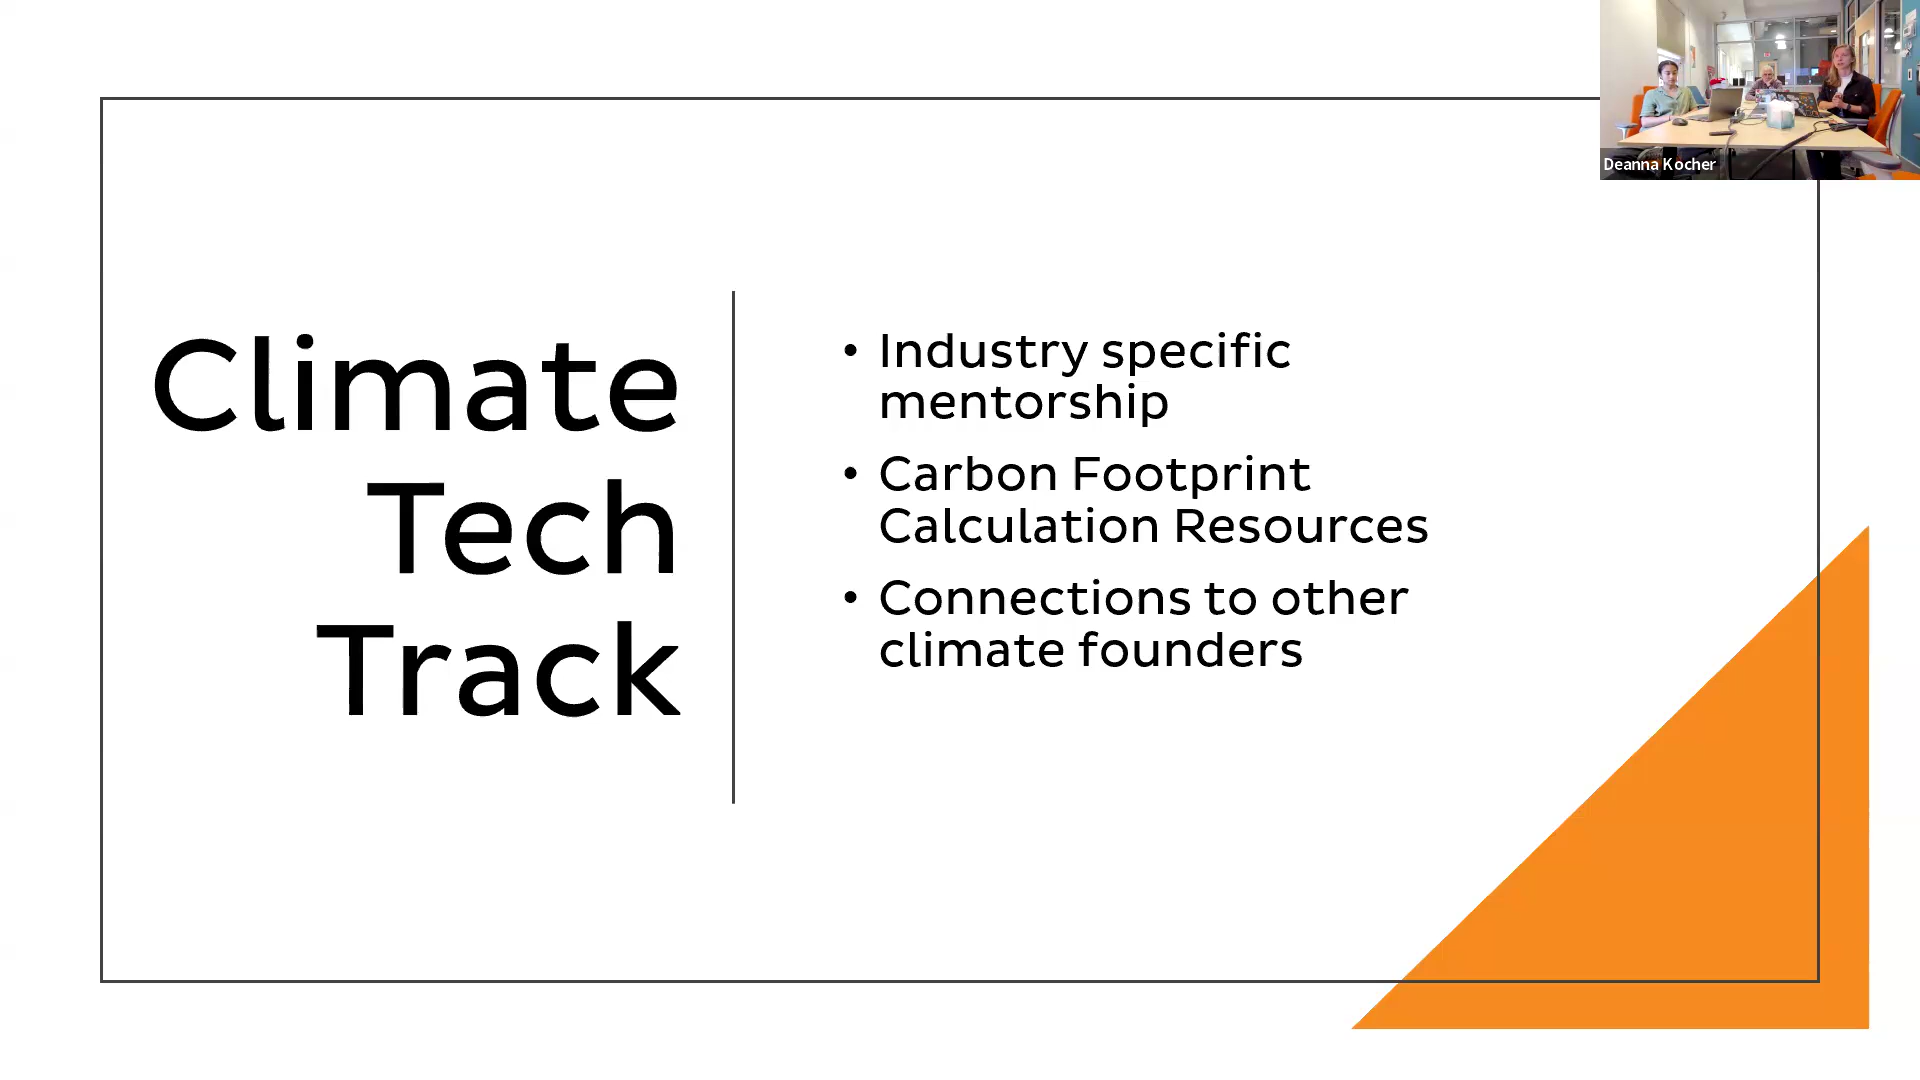 Climate
Tech
Track
• Industry specific
mentorship
• Carbon Footprint
Calculation Resources
• Connections to other
climate founders
Deanna Kocher